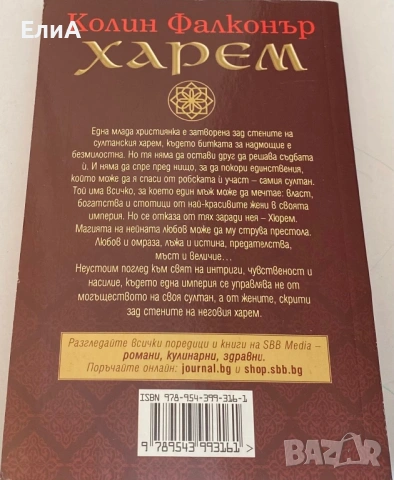 ЕлиА
Колин Фалконър
ХАРЕМ
Една млада християнка е затворена зад стените на
султанския харем, където битката за надмощие е
безмилостна. Но тя няма да остави друг да решава съдбата
ѝ. И няма да спре пред нищо, за да покори единствения,
който може да я спаси от робската ѝ участ – самия султан.
Той има всичко, за което един мъж може да мечтае: власт,
богатства и стотици от най-красивите жени в своята
империя. Но се отказа от тях заради нея – Хюрем.
Магията на нейната любов може да му струва престола.
Любов и омраза, лъжа и истина, предателства,
мъст и величие...
Неустоим поглед към свят на интриги, чувственост и
насилие, където една империя се управлява не от
могъществото на своя султан, а от жените, скрити
зад стените на неговия харем.
Разгледайте всички поредици и книги на SBB Media –
романи, кулинарни, здравни.
Поръчайте онлайн: journal.bg и shop.sbb.bg
ISBN 978-954-399-316-1
9 789543 993161 >
BAZAR